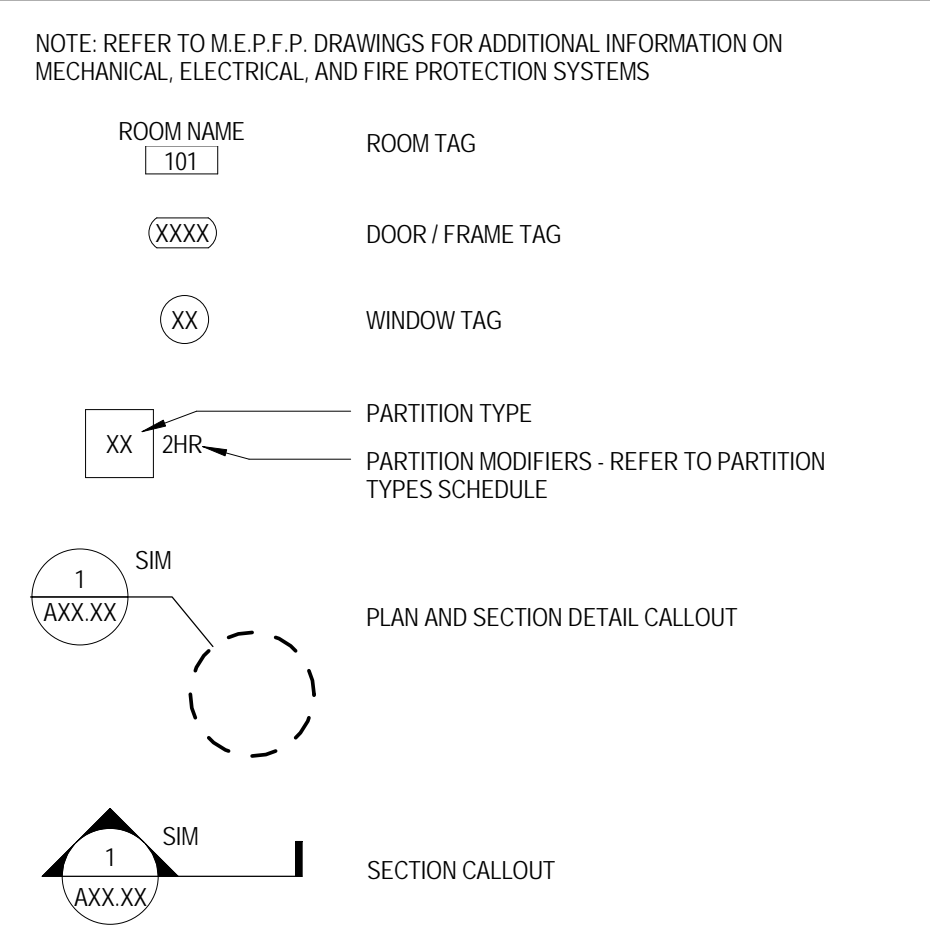 NOTE: REFER TO M.E.P.F.P. DRAWINGS FOR ADDITIONAL INFORMATION ON
MECHANICAL, ELECTRICAL, AND FIRE PROTECTION SYSTEMS
ROOM NAME
101
ROOM TAG
XXXX
DOOR / FRAME TAG
XX
WINDOW TAG
XX
2HR
PARTITION TYPE
PARTITION MODIFIERS - REFER TO PARTITION
TYPES SCHEDULE
SIM
1
AXX.XX
PLAN AND SECTION DETAIL CALLOUT
SIM
1
AXX.XX
SECTION CALLOUT